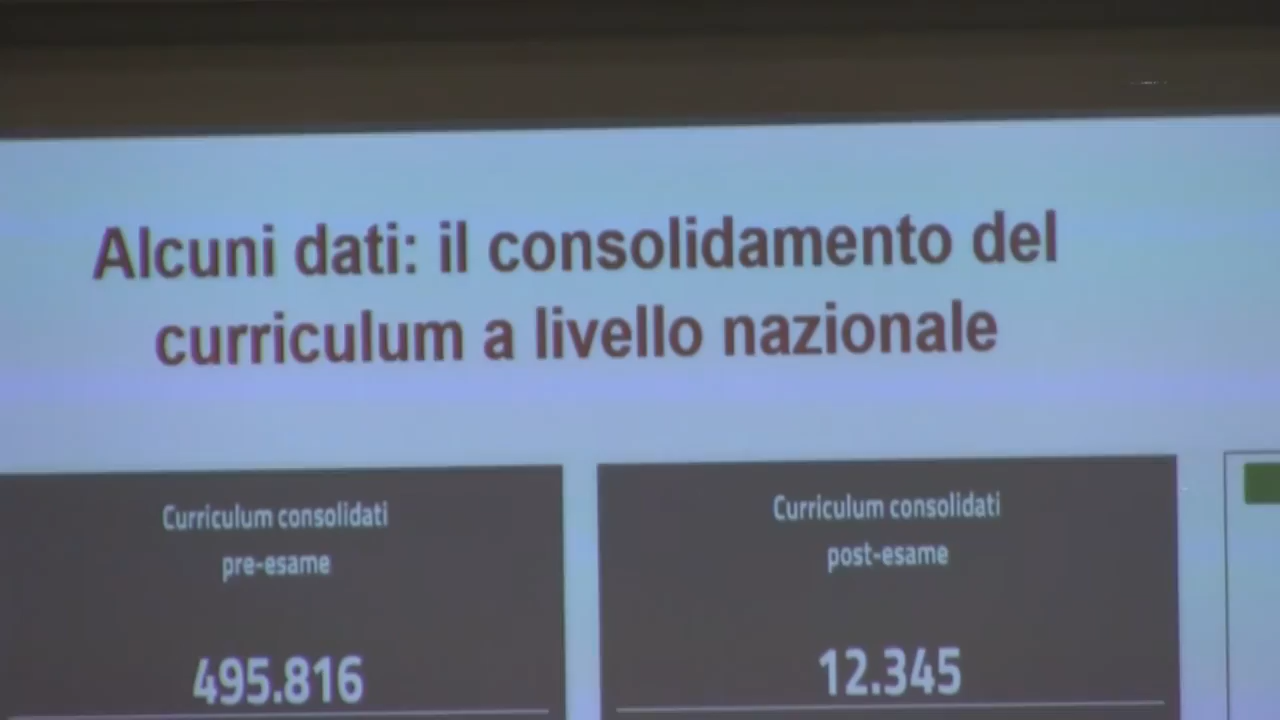 Alcuni dati: il consolidamento del
curriculum a livello nazionale
Curriculum consolidati
pre-esame
495.816
Curriculum consolidati
post-esame
12.345